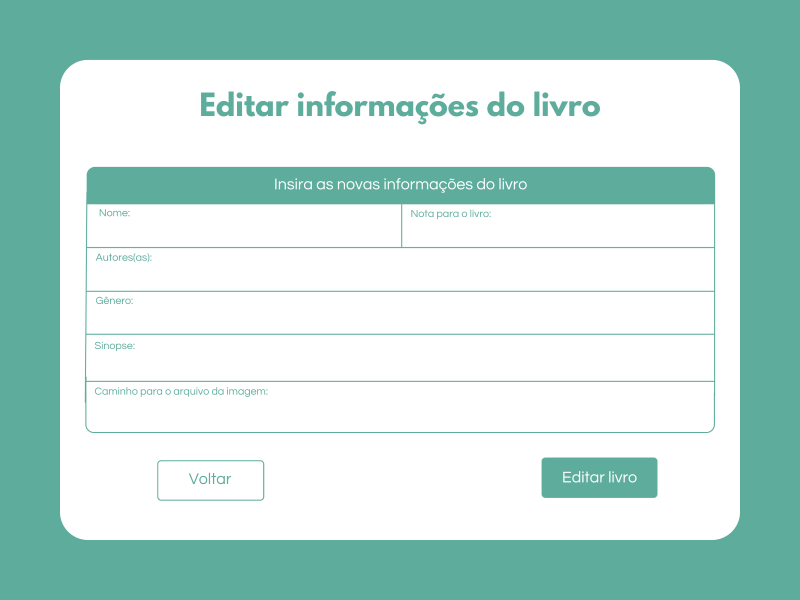 Editar informações do livro
Insira as novas informações do livro
Nome:
Nota para o livro:
Autores(as):
Gênero:
Sinopse:
Caminho para o arquivo da imagem:
Voltar
Editar livro